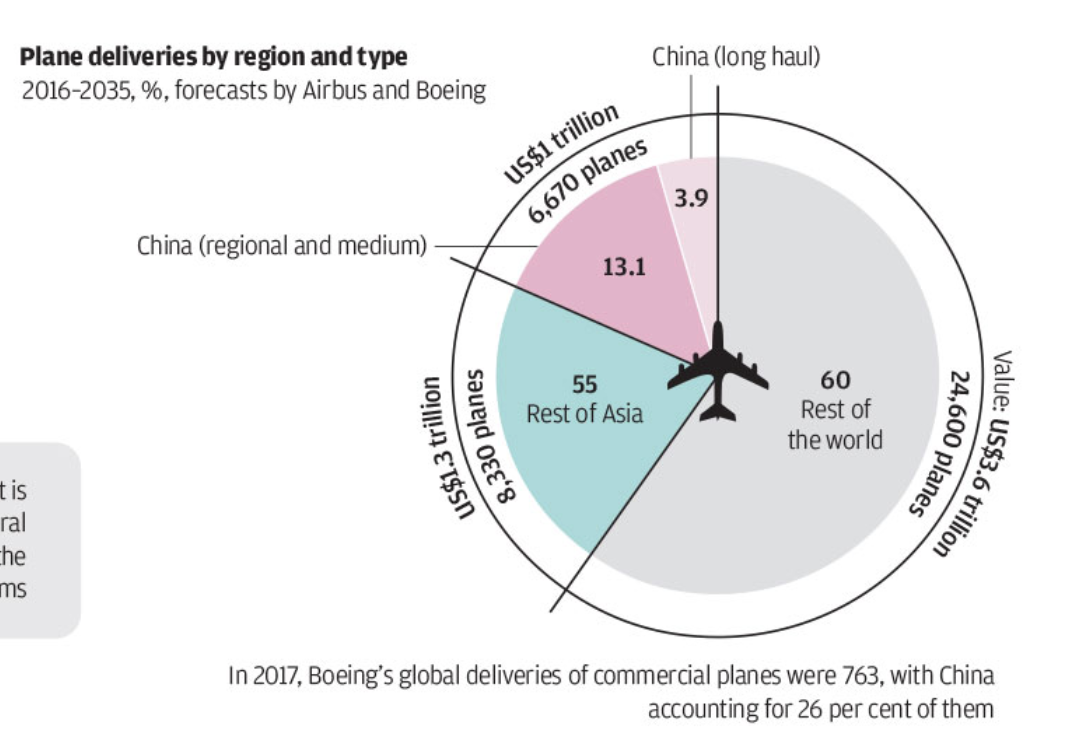 Plane deliveries by region and type
2016-2035, %, forecasts by Airbus and Boeing
China (long haul)
US$1 trillion
6,670 planes
3.9
China (regional and medium)
13.1
55
Rest of Asia
60
Rest of
the world
US$1.3 trillion
8,330 planes
24,600 planes
Value: US$3.6 trillion
t is
ral
the
ms
In 2017, Boeing's global deliveries of commercial planes were 763, with China
accounting for 26 per cent of them